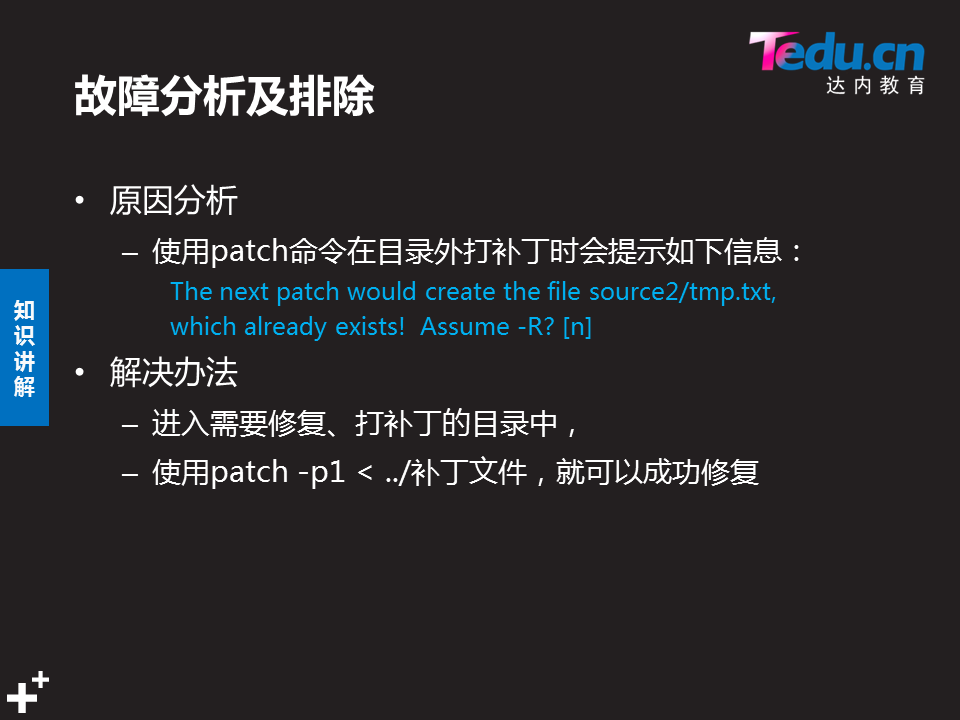 Tedu.cn
达内教育
故障分析及排除
• 原因分析
– 使用patch命令在目录外打补丁时会提示如下信息：
The next patch would create the file source2/tmp.txt,
which already exists!  Assume -R? [n]
• 解决办法
– 进入需要修复、打补丁的目录中，
– 使用patch -p1 < ../补丁文件，就可以成功修复
知
识
讲
解